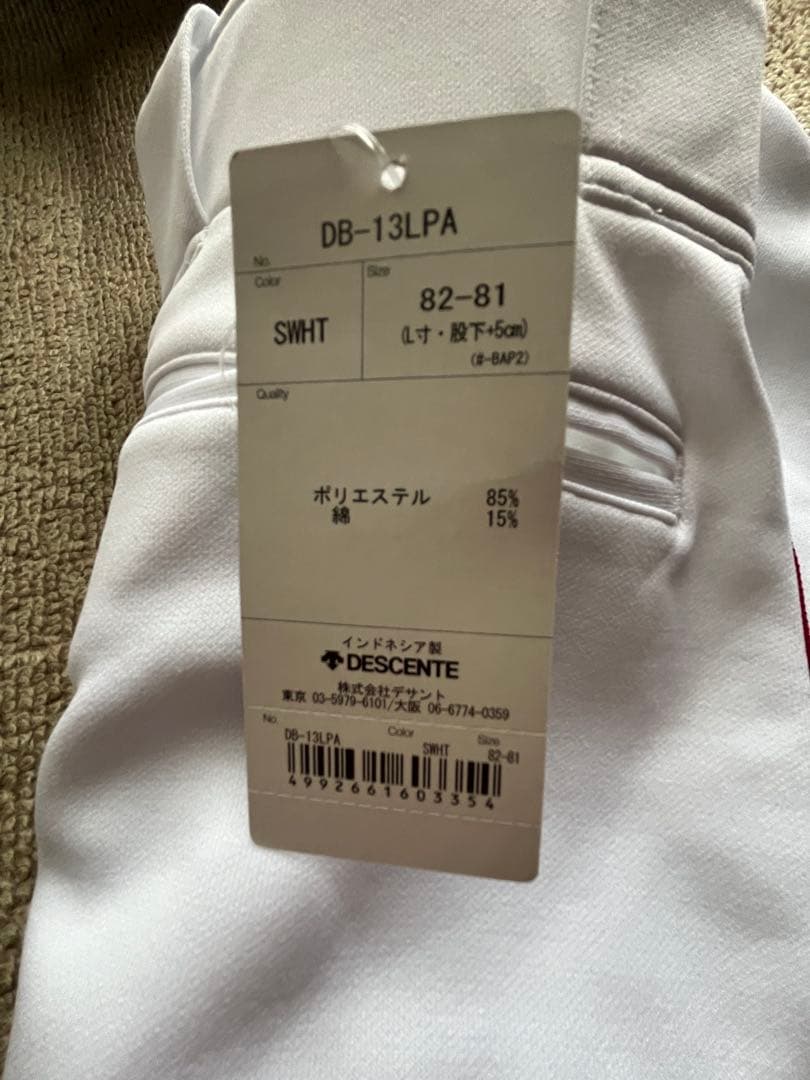 No. DB-13LPA
Color SWHT
Size 82-81
(L寸・股下+5cm)
(#-8AP2)
Quality
ポリエステル 85%
綿 15%
インドネシア製
DESCENTE
株式会社デサント
東京 03-5979-6101/大阪 06-6774-0359
No. DB-13LPA Color SWHT Size 82-81
4992661603354